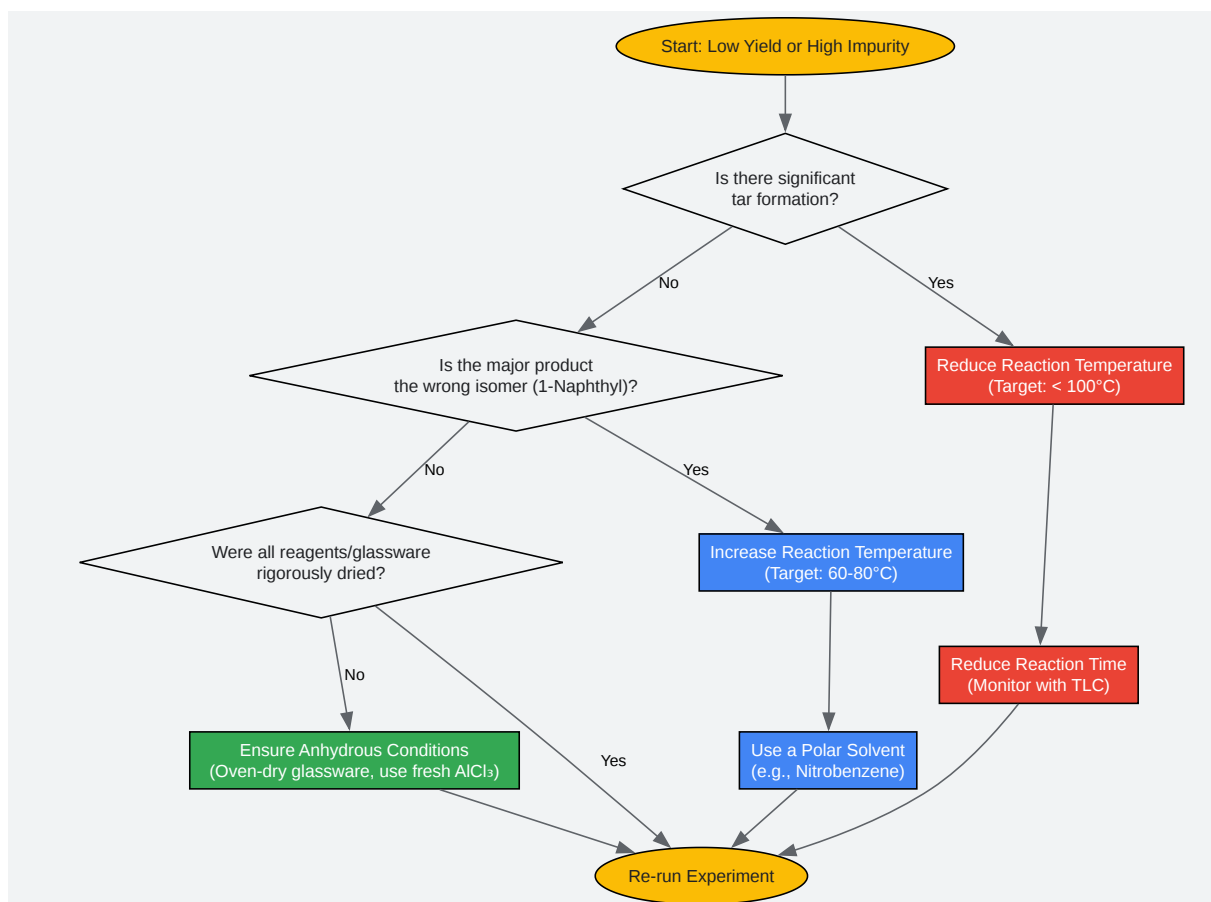 Start: Low Yield or High Impurity
Is there significant
tar formation?
No
Yes
Is the major product
the wrong isomer (1-Naphthyl)?
Reduce Reaction Temperature
(Target: < 100°C)
No
Yes
Were all reagents/glassware
rigorously dried?
Increase Reaction Temperature
(Target: 60-80°C)
Reduce Reaction Time
(Monitor with TLC)
No
Yes
Ensure Anhydrous Conditions
(Oven-dry glassware, use fresh AlCl₃)
Use a Polar Solvent
(e.g., Nitrobenzene)
Re-run Experiment